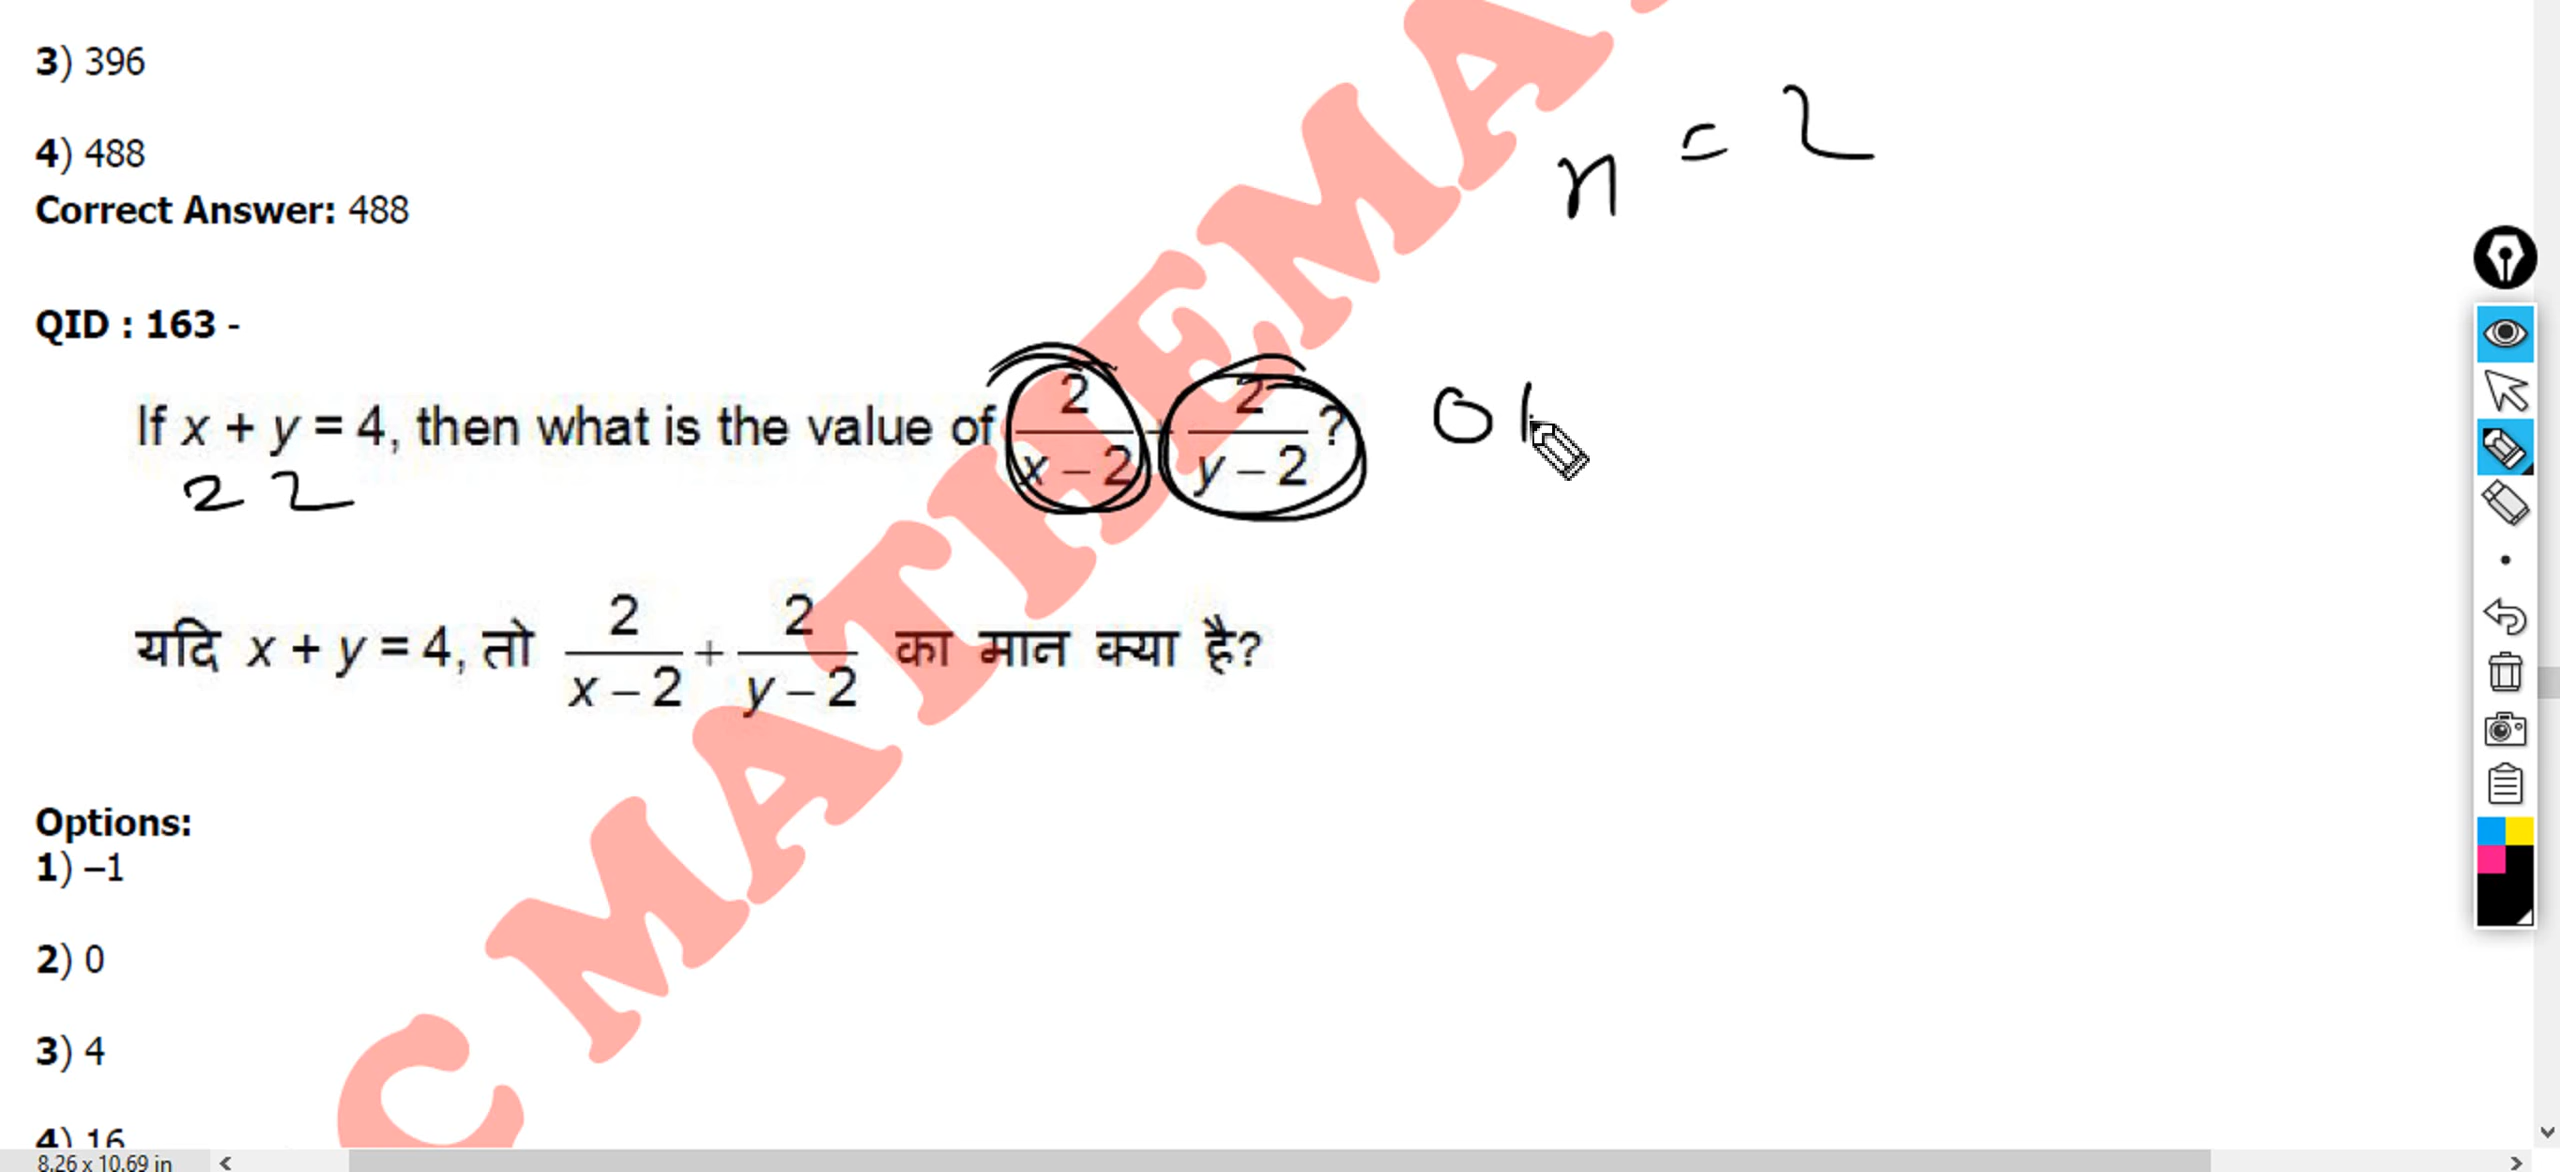 3) 396
4) 488
Correct Answer: 488
n = 2
QID : 163 -
If x + y = 4, then what is the value of 2/(x – 2) + 2/(y – 2) ?
2 2
यदि x + y = 4, तो 2/(x – 2) + 2/(y – 2) का मान क्या है?
Options:
1) –1
2) 0
3) 4
4) 16
C MATHEMA
8.26 x 10.69 in